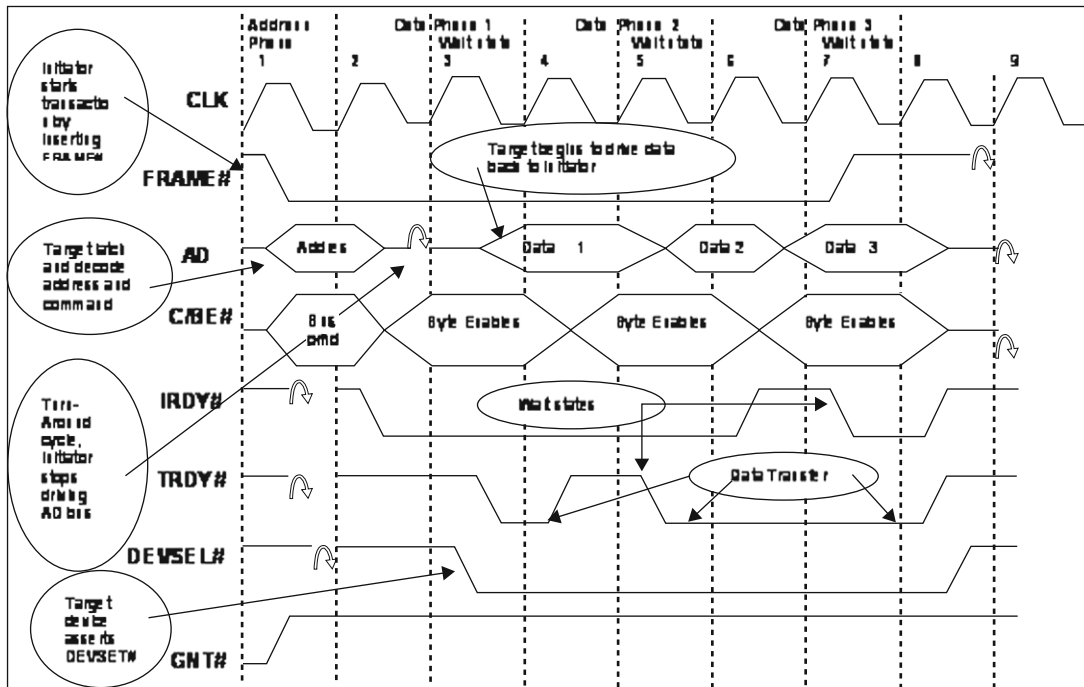 Address
Phase
Data Phase 1
Wait state
Data Phase 2
Wait state
Data Phase 3
Wait state
1 2 3 4 5 6 7 8 9
Initiator
starts
transactio
n by
inserting
FRAME#
CLK
Target begins to drive data
back to initiator
FRAME#
Target latch
and decode
address and
command
AD
Addres
Data 1
Data 2
Data 3
C/BE#
Bus
cmd
Byte Enables
Byte Enables
Byte Enables
Turn-
Around
cycle,
Initiator
stops
driving
AD bus
IRDY#
Wait states
TRDY#
Data Transfer
DEVSEL#
Target
device
asserts
DEVSET#
GNT#